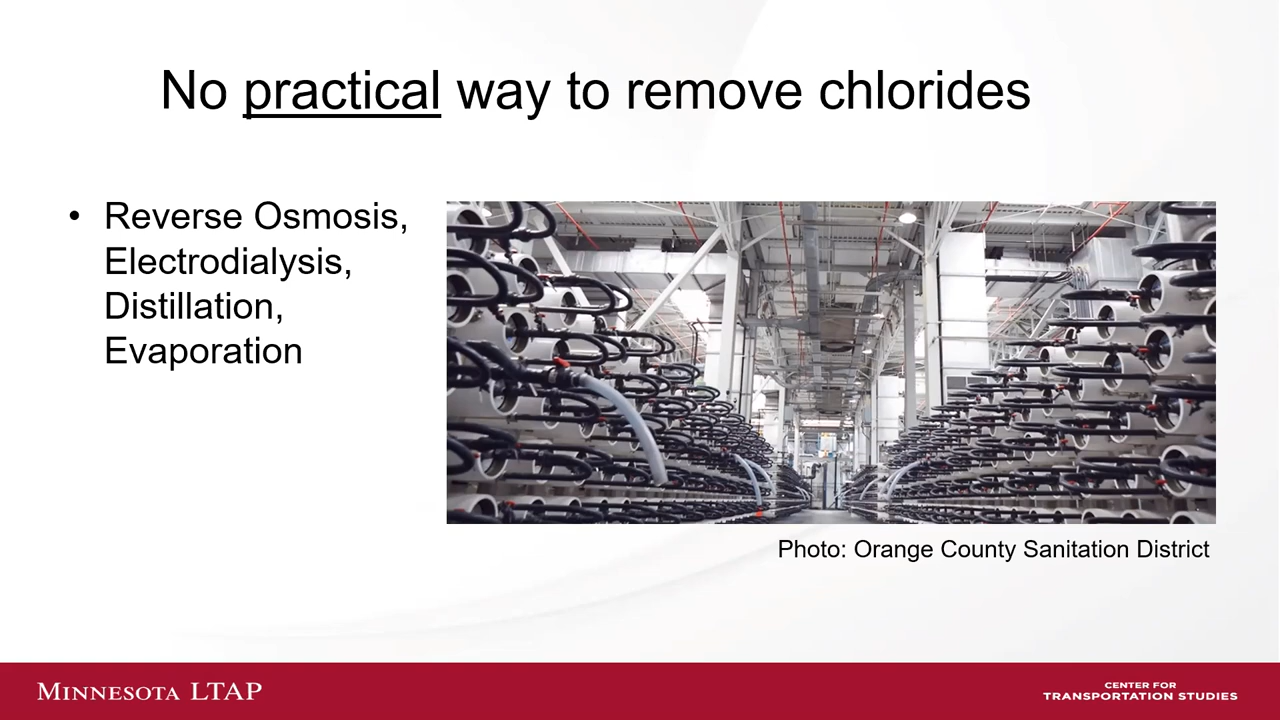 No practical way to remove chlorides
• Reverse Osmosis,
Electrodialysis,
Distillation,
Evaporation
Photo: Orange County Sanitation District
MINNESOTA LTAP
CENTER FOR
TRANSPORTATION STUDIES